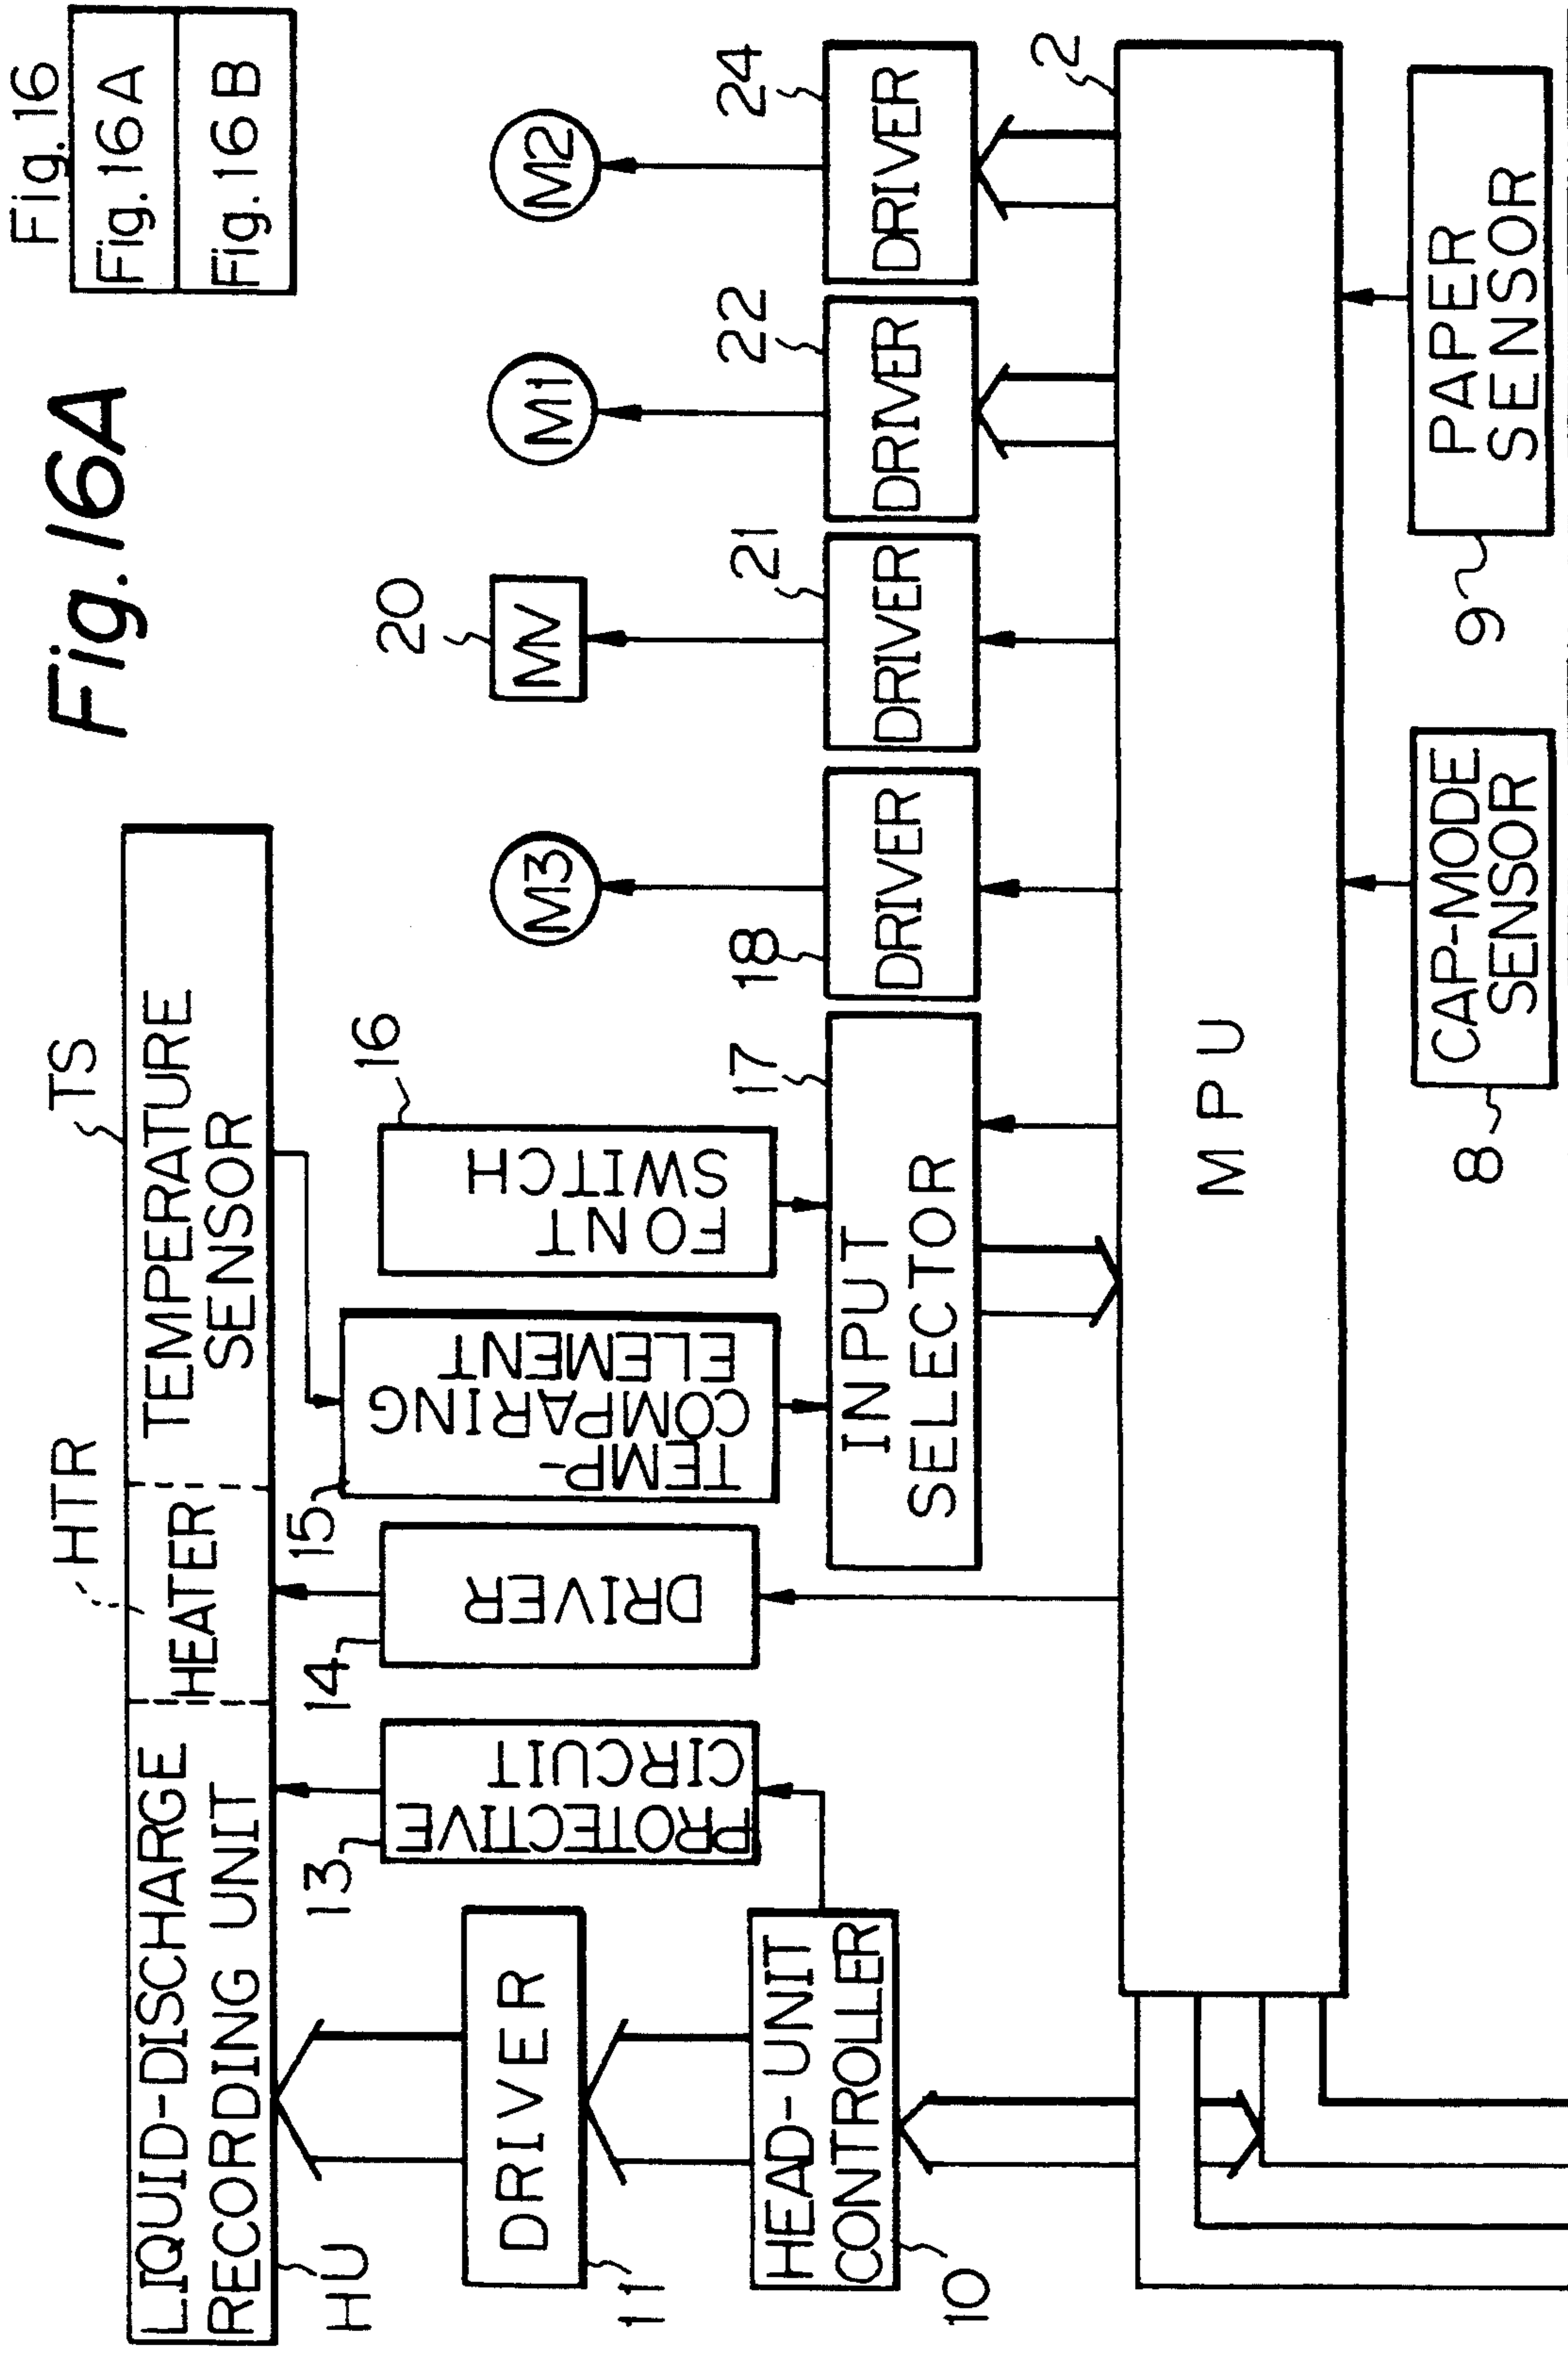 Fig. 16A
Fig. 16
Fig. 16 A
Fig. 16 B
HTR
TS
LIQUID-DISCHARGE
RECORDING UNIT
HEATER
TEMPERATURE
SENSOR
HU
13
PROTECTIVE
CIRCUIT
14
DRIVER
15
TEMP-
COMPARING
ELEMENT
16
FONT
SWITCH
M3
20
MV
M1
M2
11
DRIVER
10
HEAD-UNIT
CONTROLLER
17
INPUT
SELECTOR
18
DRIVER
21
DRIVER
22
DRIVER
24
DRIVER
2
MPU
8
CAP-MODE
SENSOR
9
PAPER
SENSOR